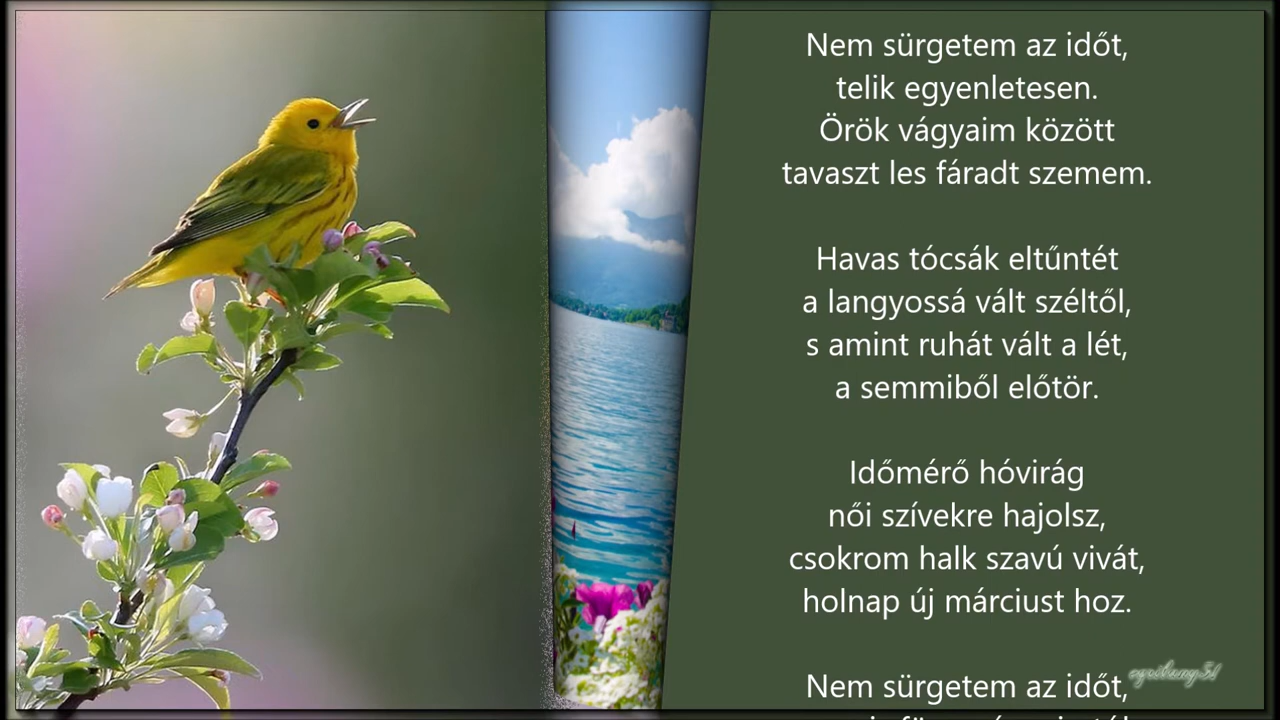 Nem sürgetem az időt,
telik egyenletesen.
Örök vágyaim között
tavaszt les fáradt szemem.
Havas tócsák eltűntét
a langyossá vált széltől,
s amint ruhát vált a lét,
a semmiből előtör.
Időmérő hóvirág
női szívekre hajolsz,
csokrom halk szavú vivát,
holnap új márciust hoz.
Nem sürgetem az időt,